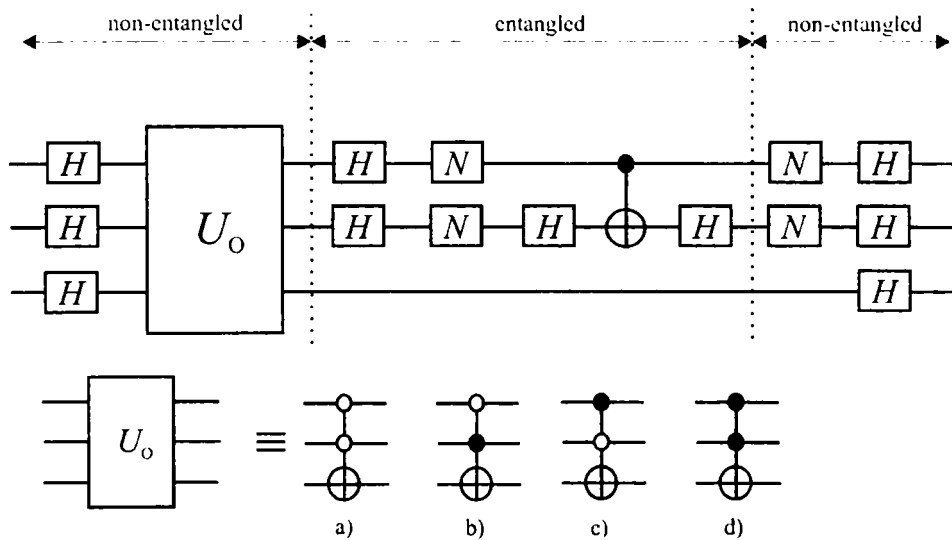 non-entangled entangled non-entangled
H H N N H
H U_O H N H H N H
H H
U_O ≡
a) b) c) d)